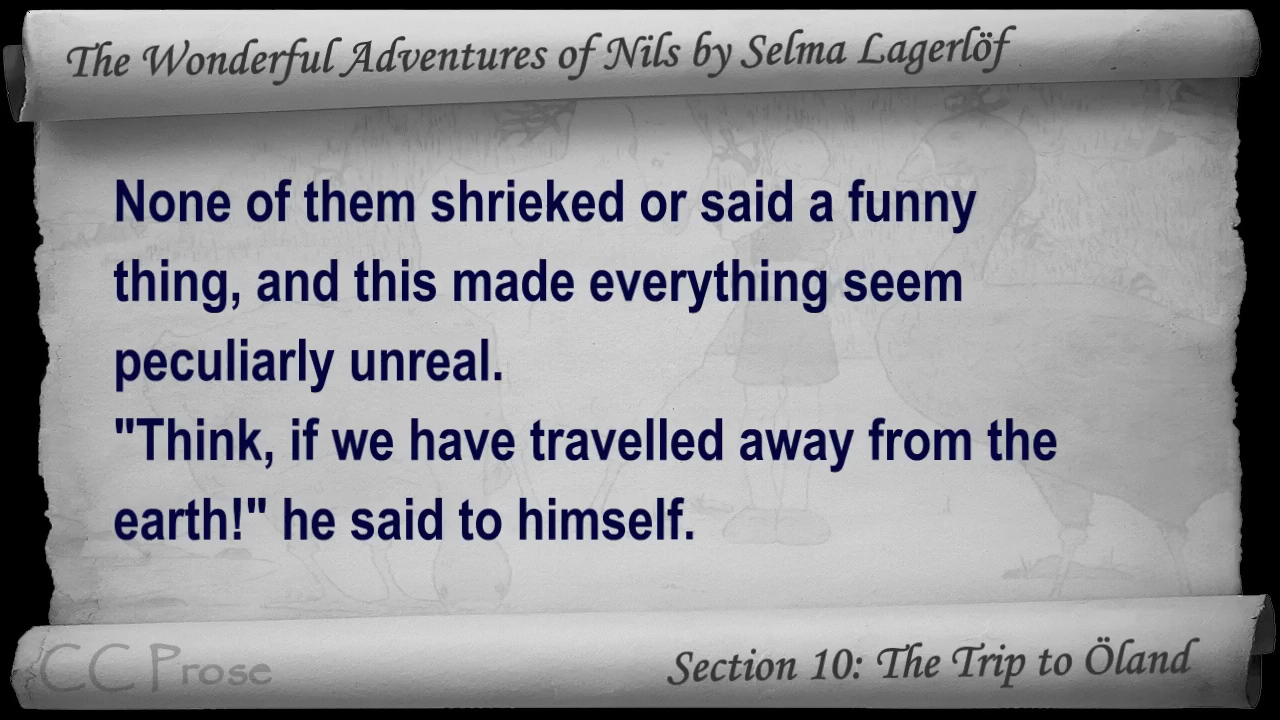 The Wonderful Adventures of Nils by Selma Lagerlöf
None of them shrieked or said a funny
thing, and this made everything seem
peculiarly unreal.
"Think, if we have travelled away from the
earth!" he said to himself.
CC Prose
Section 10: The Trip to Öland